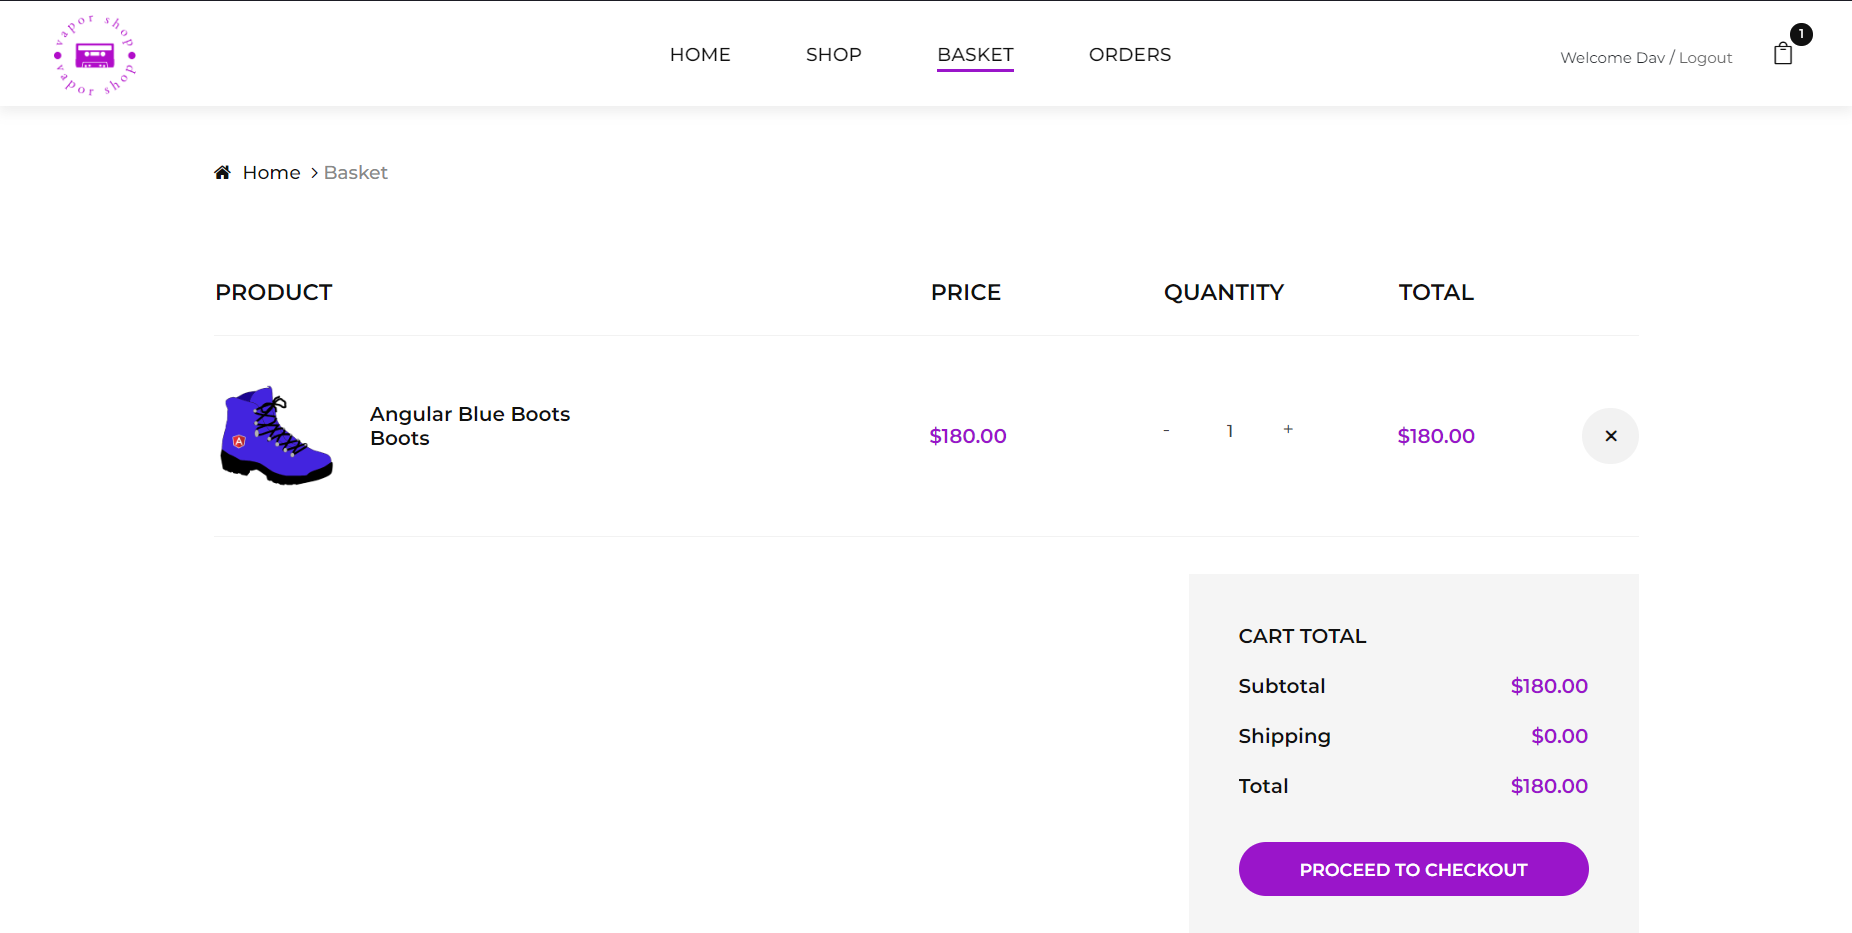 vapor shop
vapor shop
HOME
SHOP
BASKET
ORDERS
Welcome Dav / Logout
1
Home > Basket
PRODUCT
PRICE
QUANTITY
TOTAL
A
Angular Blue Boots
Boots
$180.00
- 1 +
$180.00
×
CART TOTAL
Subtotal $180.00
Shipping $0.00
Total $180.00
PROCEED TO CHECKOUT